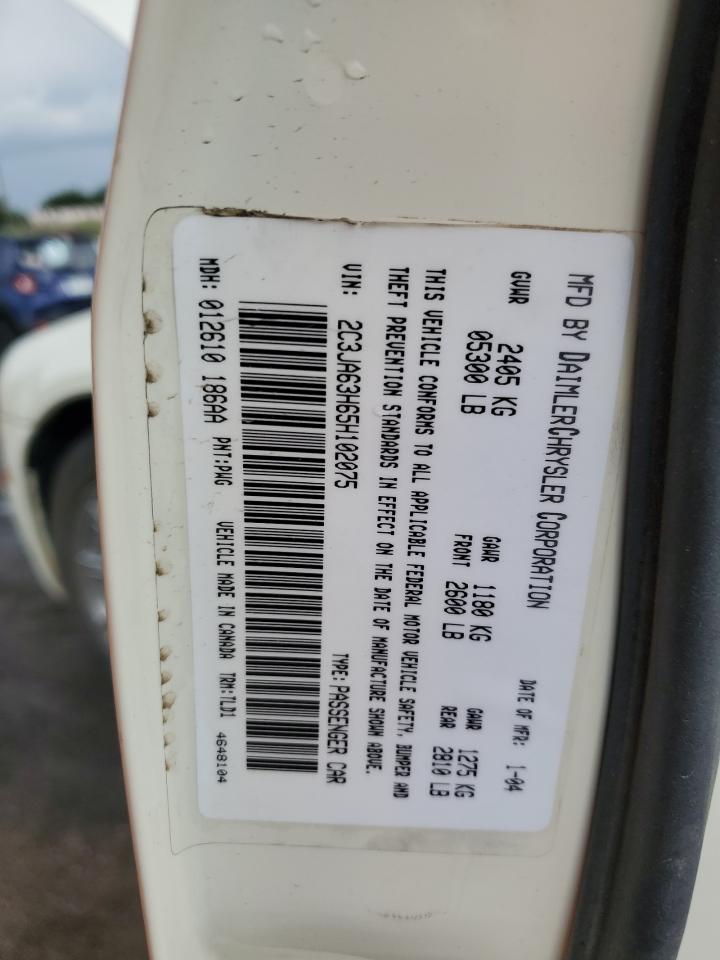 MFD BY DAIMLERCHRYSLER CORPORATION DATE OF MFR: 1-04
GVWR 2405 KG GAWR 1180 KG GAWR 1275 KG
05300 LB FRONT 2600 LB REAR 2810 LB
THIS VEHICLE CONFORMS TO ALL APPLICABLE FEDERAL MOTOR VEHICLE SAFETY, BUMPER AND
THEFT PREVENTION STANDARDS IN EFFECT ON THE DATE OF MANUFACTURE SHOWN ABOVE.
VIN: 2C3JA63H65H102075 TYPE: PASSENGER CAR
MDH: 012610 186AA PNT:PWG VEHICLE MADE IN CANADA TRM:TLD1 4648104